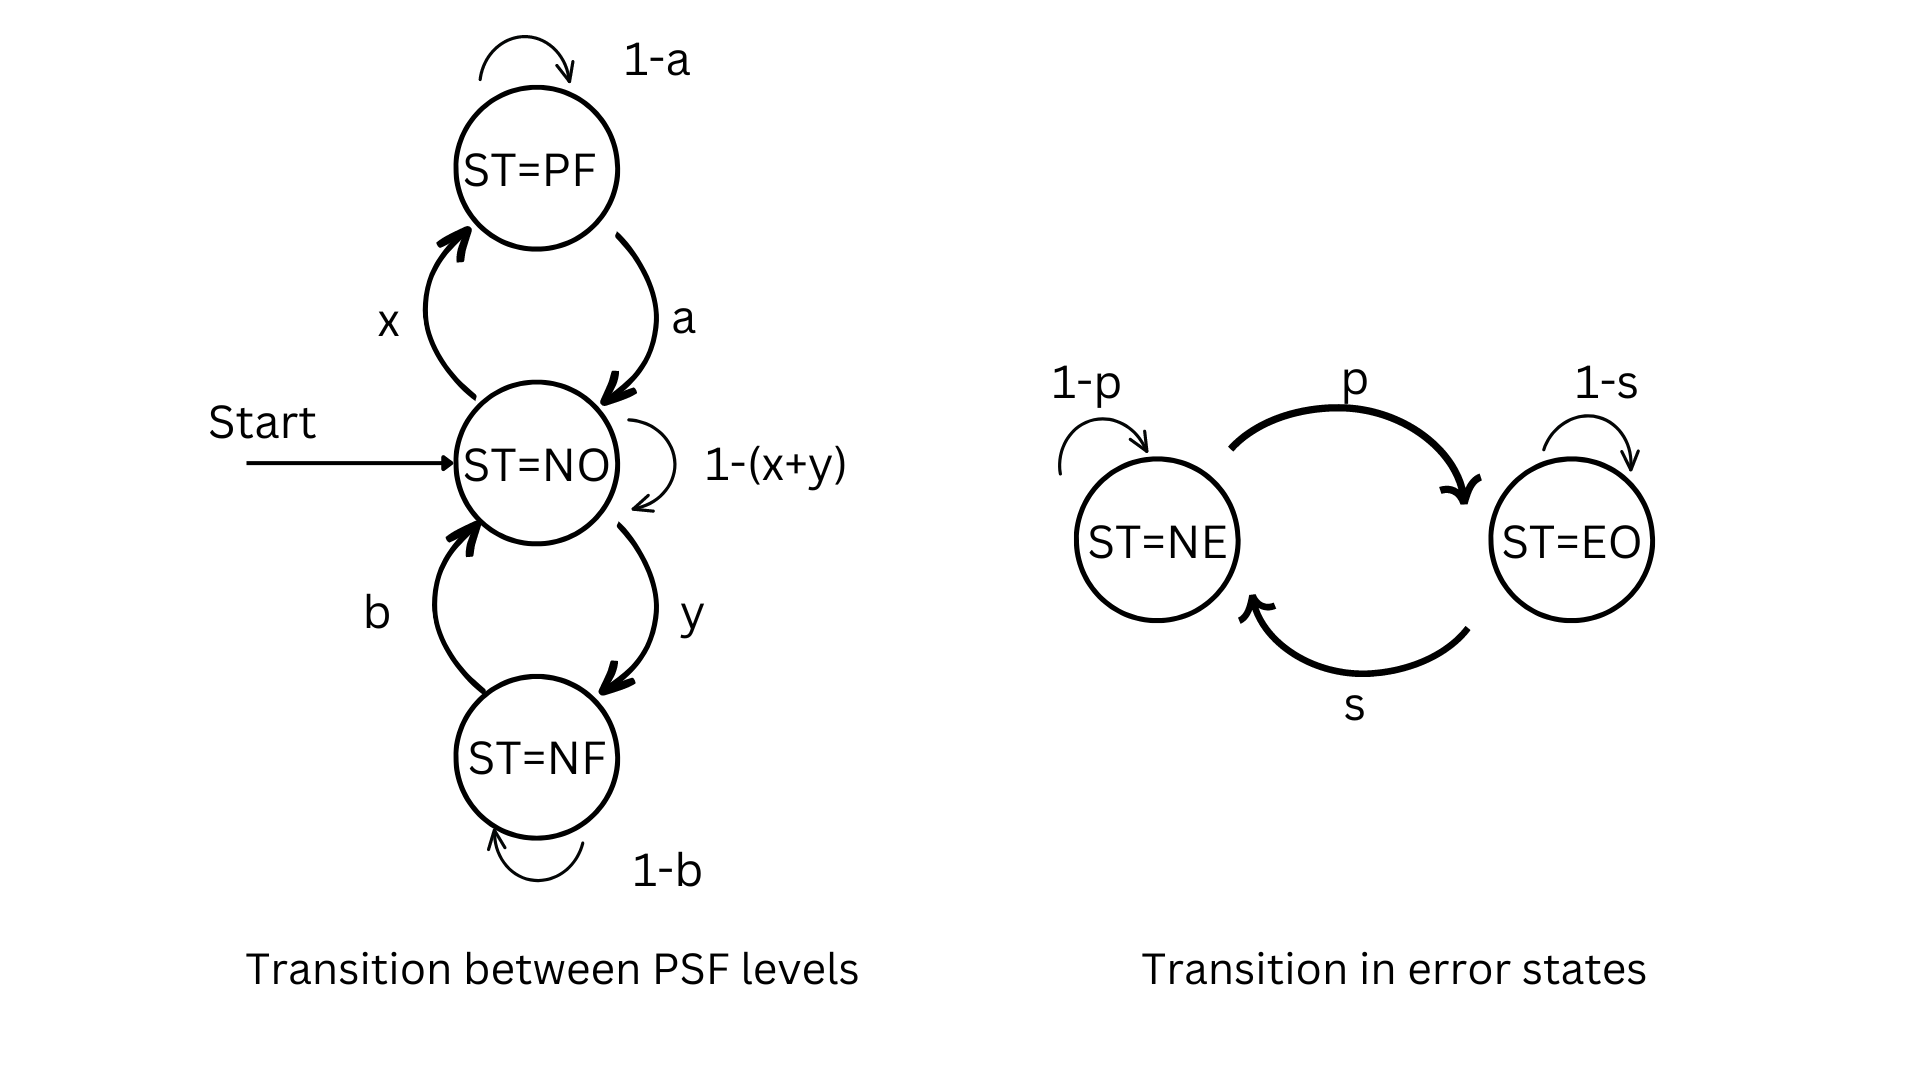 1-a
ST=PF
x
a
Start
ST=NO
1-(x+y)
b
y
ST=NF
1-b
Transition between PSF levels
1-p
p
1-s
ST=NE
ST=EO
s
Transition in error states